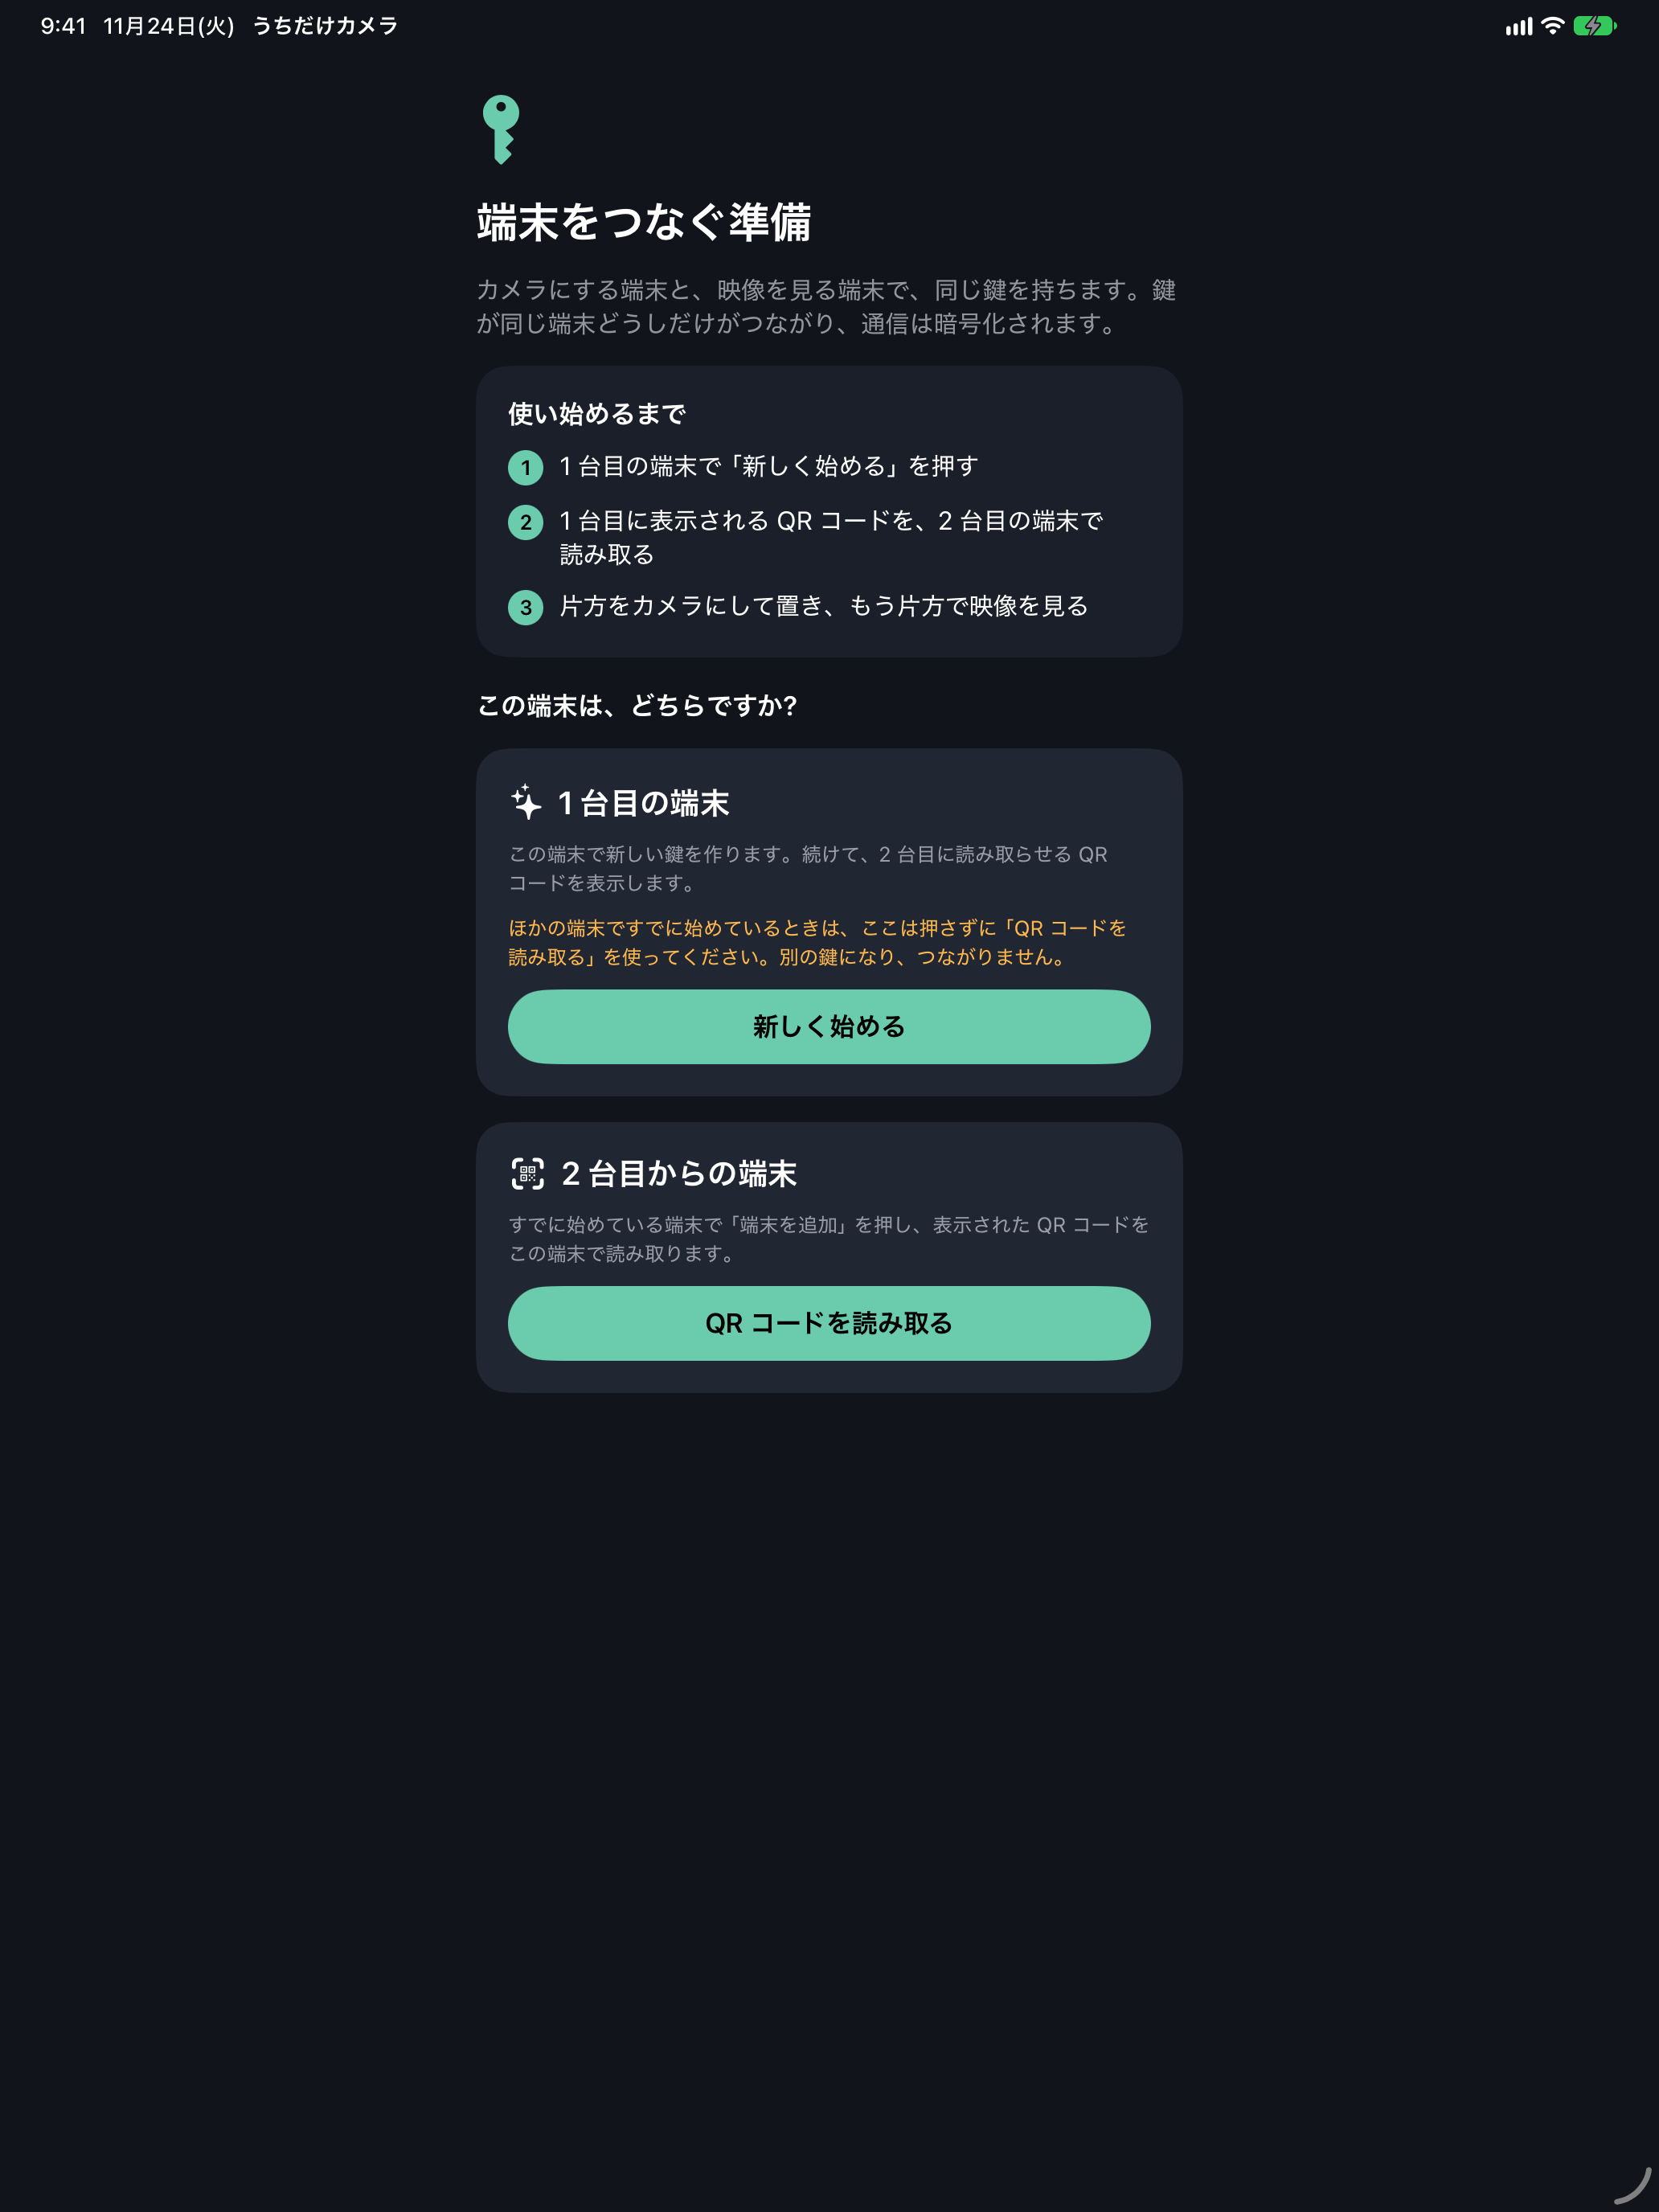 9:41 11月24日(火) うちだけカメラ
端末をつなぐ準備
カメラにする端末と、映像を見る端末で、同じ鍵を持ちます。鍵
が同じ端末どうしだけがつながり、通信は暗号化されます。
使い始めるまで
1 1 台目の端末で「新しく始める」を押す
2 1 台目に表示される QR コードを、2 台目の端末で
読み取る
3 片方をカメラにして置き、もう片方で映像を見る
この端末は、どちらですか?
1 台目の端末
この端末で新しい鍵を作ります。続けて、2 台目に読み取らせる QR
コードを表示します。
ほかの端末ですでに始めているときは、ここは押さずに「QR コードを
読み取る」を使ってください。別の鍵になり、つながりません。
新しく始める
2 台目からの端末
すでに始めている端末で「端末を追加」を押し、表示された QR コードを
この端末で読み取ります。
QR コードを読み取る